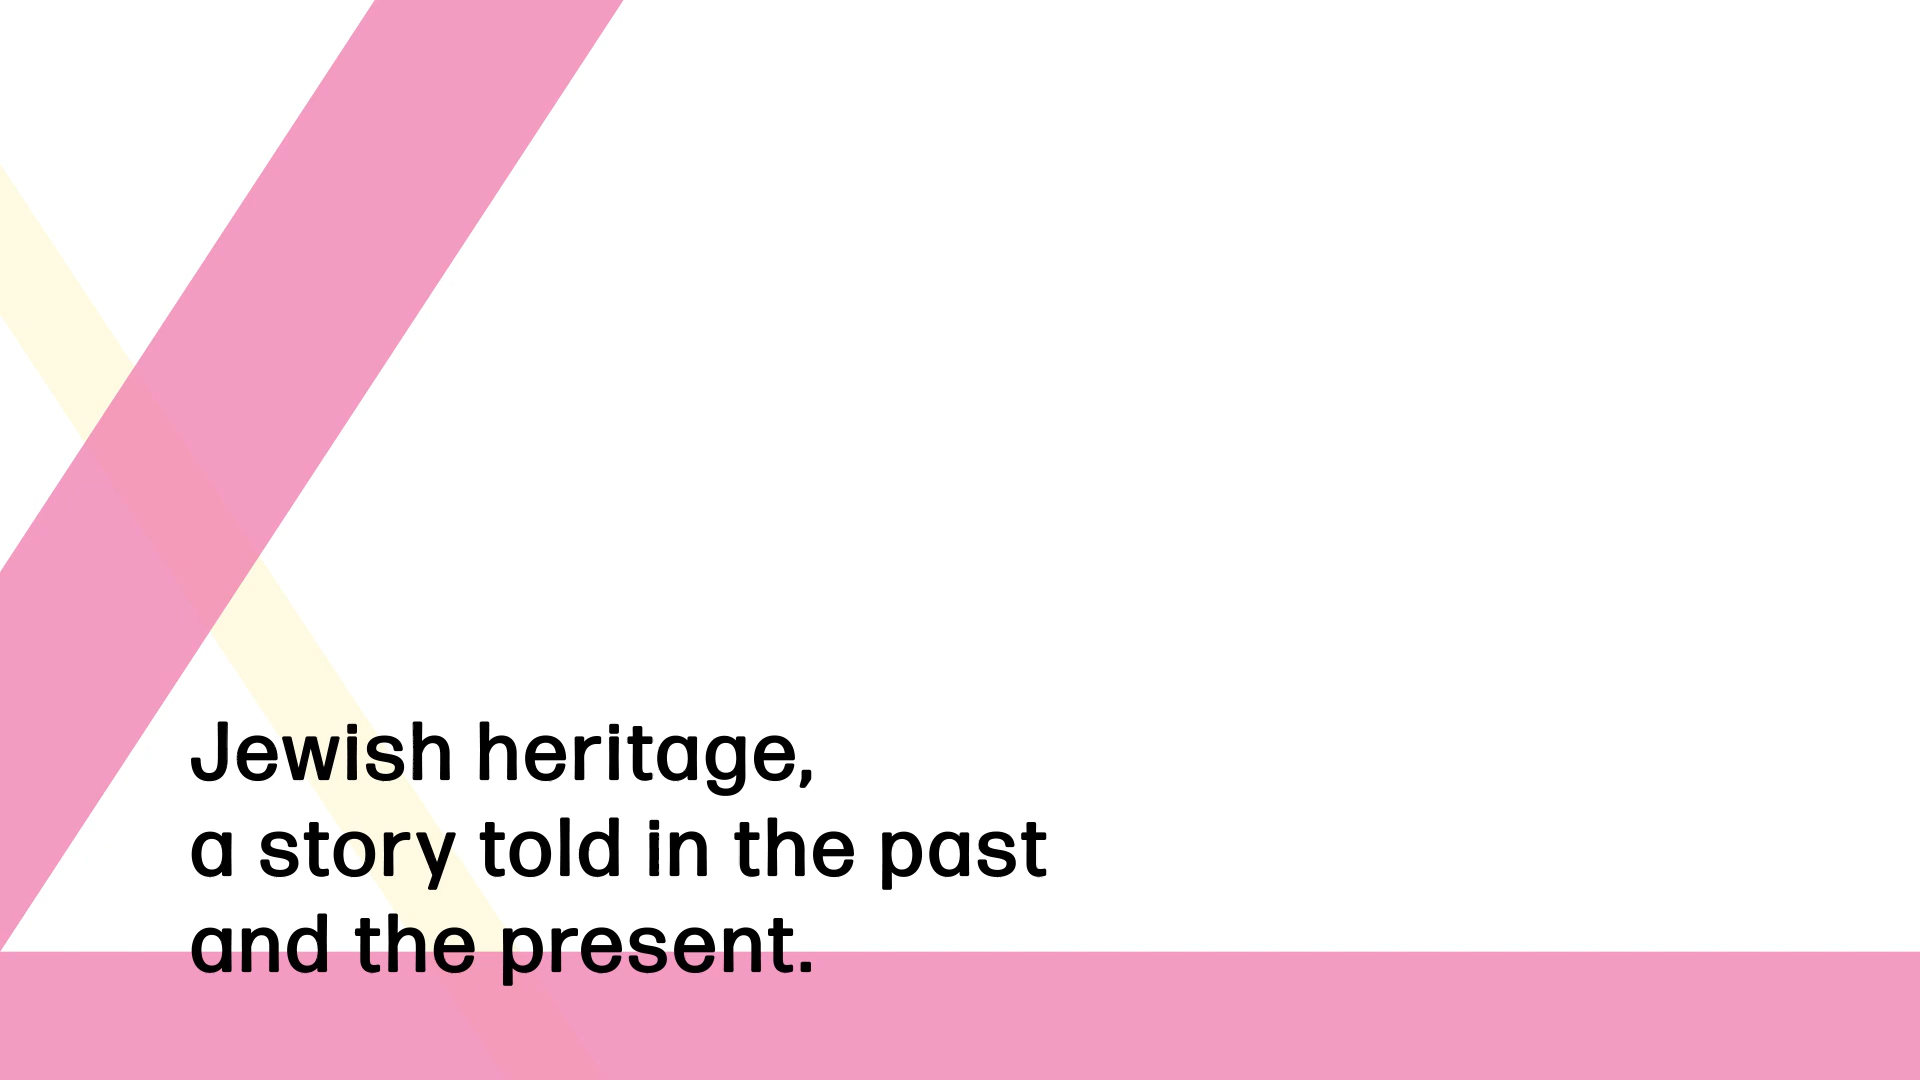 Jewish heritage,
a story told in the past
and the present.